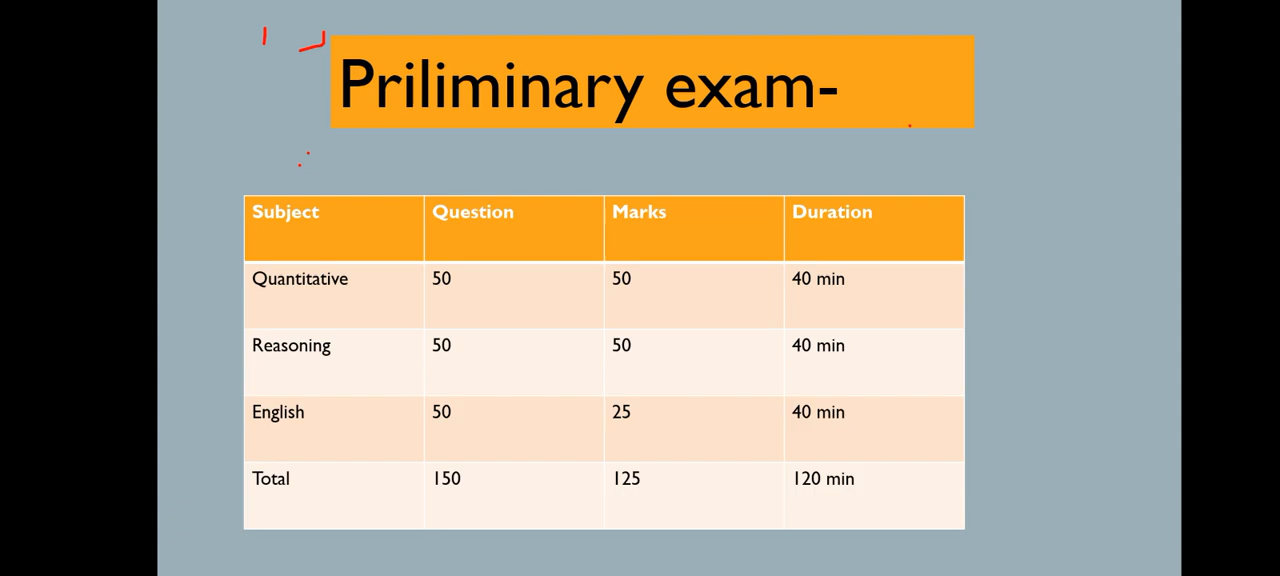 Priliminary exam-
Subject Question Marks Duration
Quantitative 50 50 40 min
Reasoning 50 50 40 min
English 50 25 40 min
Total 150 125 120 min